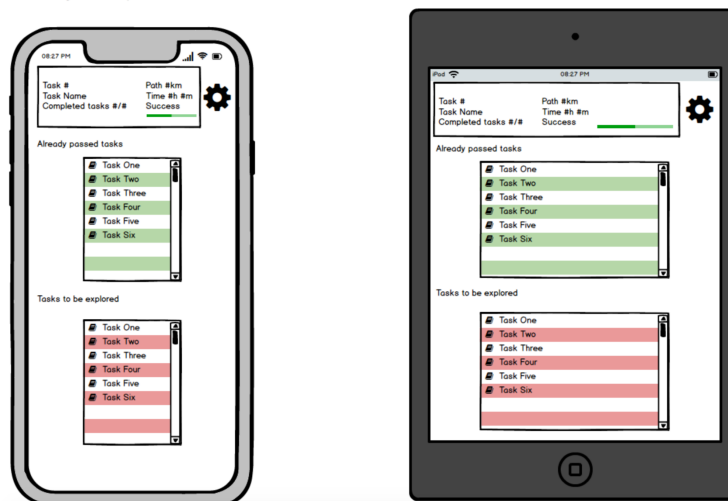 08:27 PM
Task #
Path #km
Task Name
Time #h #m
Completed tasks #/#
Success
Already passed tasks
Task One
Task Two
Task Three
Task Four
Task Five
Task Six
Tasks to be explored
Task One
Task Two
Task Three
Task Four
Task Five
Task Six
iPad
08:27 PM
Task #
Path #km
Task Name
Time #h #m
Completed tasks #/#
Success
Already passed tasks
Task One
Task Two
Task Three
Task Four
Task Five
Task Six
Tasks to be explored
Task One
Task Two
Task Three
Task Four
Task Five
Task Six